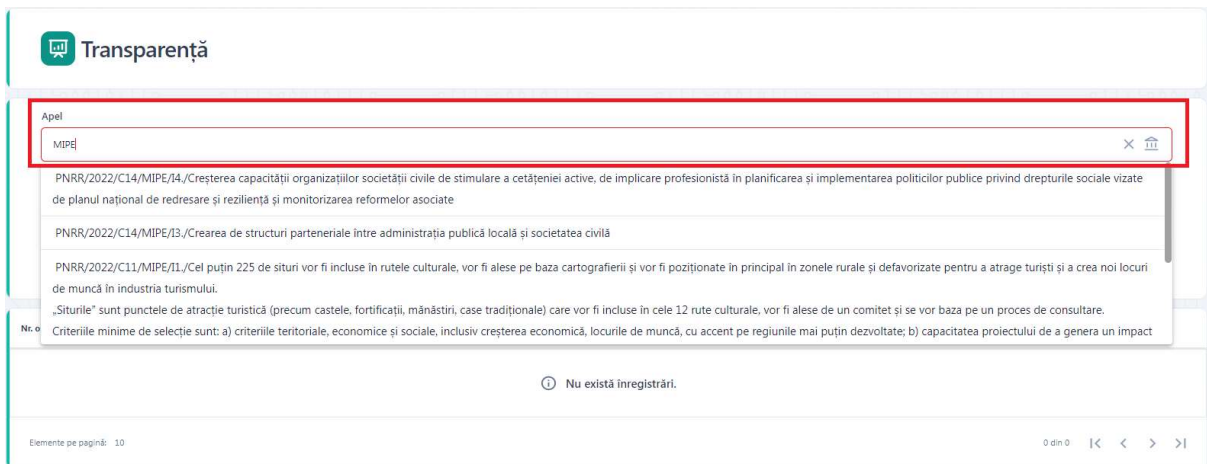 Transparență
Apel
MIPE
PNRR/2022/C14/MIPE/I4./Creșterea capacității organizațiilor societății civile de stimulare a cetățeniei active, de implicare profesionistă în planificarea și implementarea politicilor publice privind drepturile sociale vizate
de planul național de redresare și reziliență și monitorizarea reformelor asociate
PNRR/2022/C14/MIPE/I3./Crearea de structuri parteneriale între administrația publică locală și societatea civilă
PNRR/2022/C11/MIPE/I1./Cel puțin 225 de situri vor fi incluse în rutele culturale, vor fi alese pe baza cartografierii și vor fi poziționate în principal în zonele rurale și defavorizate pentru a atrage turiști și a crea noi locuri
de muncă în industria turismului.
„Siturile” sunt punctele de atracție turistică (precum castele, fortificații, mănăstiri, case tradiționale) care vor fi incluse în cele 12 rute culturale, vor fi alese de un comitet și se vor baza pe un proces de consultare.
Nr. o
Criteriile minime de selecție sunt: a) criteriile teritoriale, economice și sociale, inclusiv creșterea economică, locurile de muncă, cu accent pe regiunile mai puțin dezvoltate; b) capacitatea proiectului de a genera un impact
Nu există înregistrări.
Elemente pe pagină: 10
0 din 0